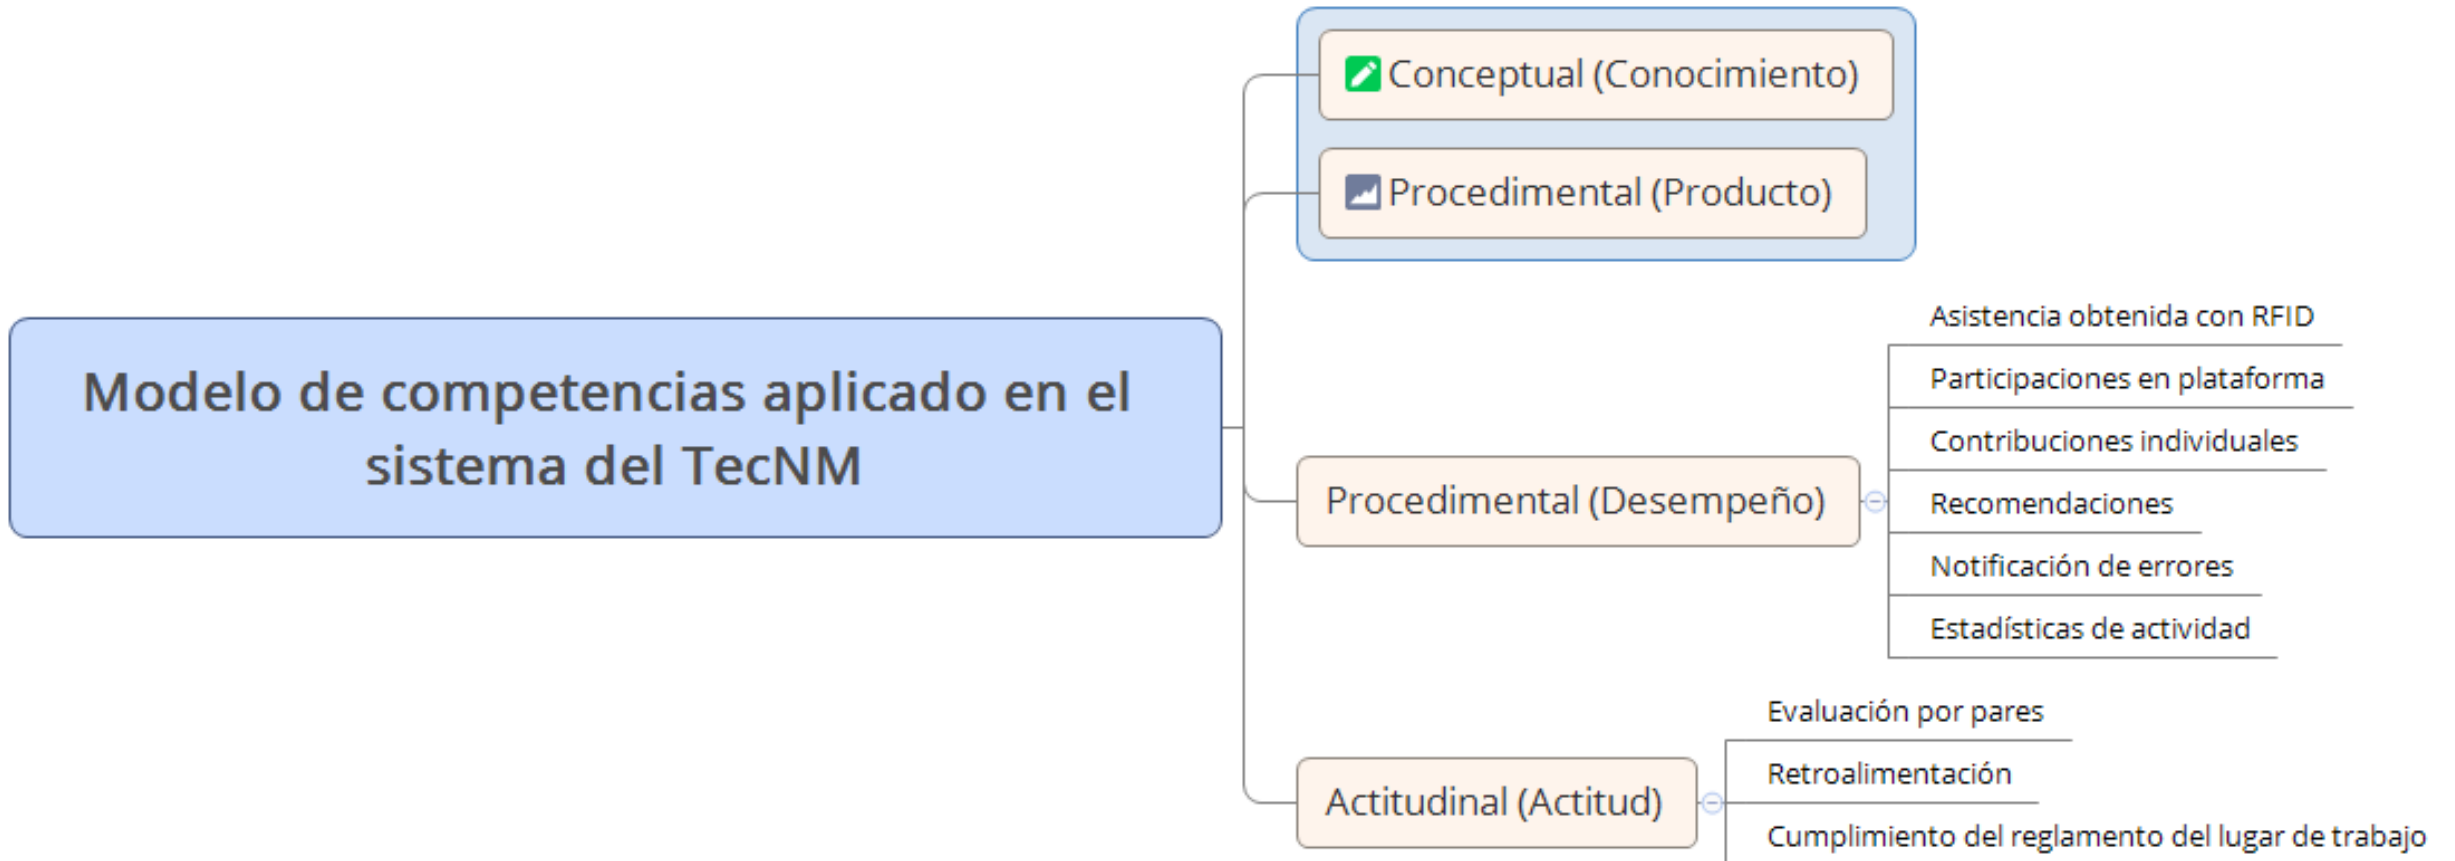 Modelo de competencias aplicado en el
sistema del TecNM
Conceptual (Conocimiento)
Procedimental (Producto)
Procedimental (Desempeño)
Asistencia obtenida con RFID
Participaciones en plataforma
Contribuciones individuales
Recomendaciones
Notificación de errores
Estadísticas de actividad
Actitudinal (Actitud)
Evaluación por pares
Retroalimentación
Cumplimiento del reglamento del lugar de trabajo